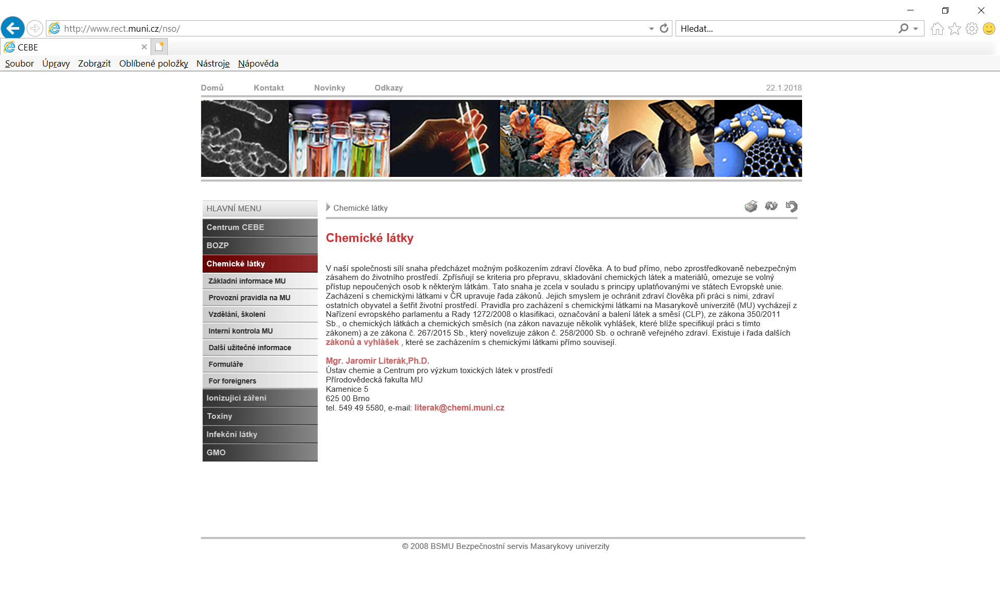 http://www.rect.muni.cz/nso/
Hledat...
CEBE
Soubor Úpravy Zobrazit Oblíbené položky Nástroje Nápověda
Domů Kontakt Novinky Odkazy 22.1.2018
HLAVNÍ MENU
Centrum CEBE
BOZP
Chemické látky
Základní informace MU
Provozní pravidla na MU
Vzdělání, školení
Interní kontrola MU
Další užitečné informace
Formuláře
For foreigners
Ionizující záření
Toxiny
Infekční látky
GMO
Chemické látky
Chemické látky
V naší společnosti sílí snaha předcházet možným poškozením zdraví člověka. A to buď přímo, nebo zprostředkovaně nebezpečným
zásahem do životního prostředí. Zpřísňují se kriteria pro přepravu, skladování chemických látek a materiálů, omezuje se volný
přístup nepoučených osob k některým látkám. Tato snaha je zcela v souladu s principy uplatňovanými ve státech Evropské unie.
Zacházení s chemickými látkami v ČR upravuje řada zákonů. Jejich smyslem je ochránit zdraví člověka při práci s nimi, zdraví
ostatních obyvatel a šetřit životní prostředí. Pravidla pro zacházení s chemickými látkami na Masarykově univerzitě (MU) vycházejí z
Nařízení evropského parlamentu a Rady 1272/2008 o klasifikaci, označování a balení látek a směsí (CLP), ze zákona 350/2011
Sb., o chemických látkách a chemických směsích (na zákon navazuje několik vyhlášek, které blíže specifikují práci s tímto
zákonem) a ze zákona č. 267/2015 Sb., který novelizuje zákon č. 258/2000 Sb. o ochraně veřejného zdraví. Existuje i řada dalších
zákonů a vyhlášek , které se zacházením s chemickými látkami přímo souvisejí.
Mgr. Jaromír Literák,Ph.D.
Ústav chemie a Centrum pro výzkum toxických látek v prostředí
Přírodovědecká fakulta MU
Kamenice 5
625 00 Brno
tel. 549 49 5580, e-mail: literak@chemi.muni.cz
© 2008 BSMU Bezpečnostní servis Masarykovy univerzity